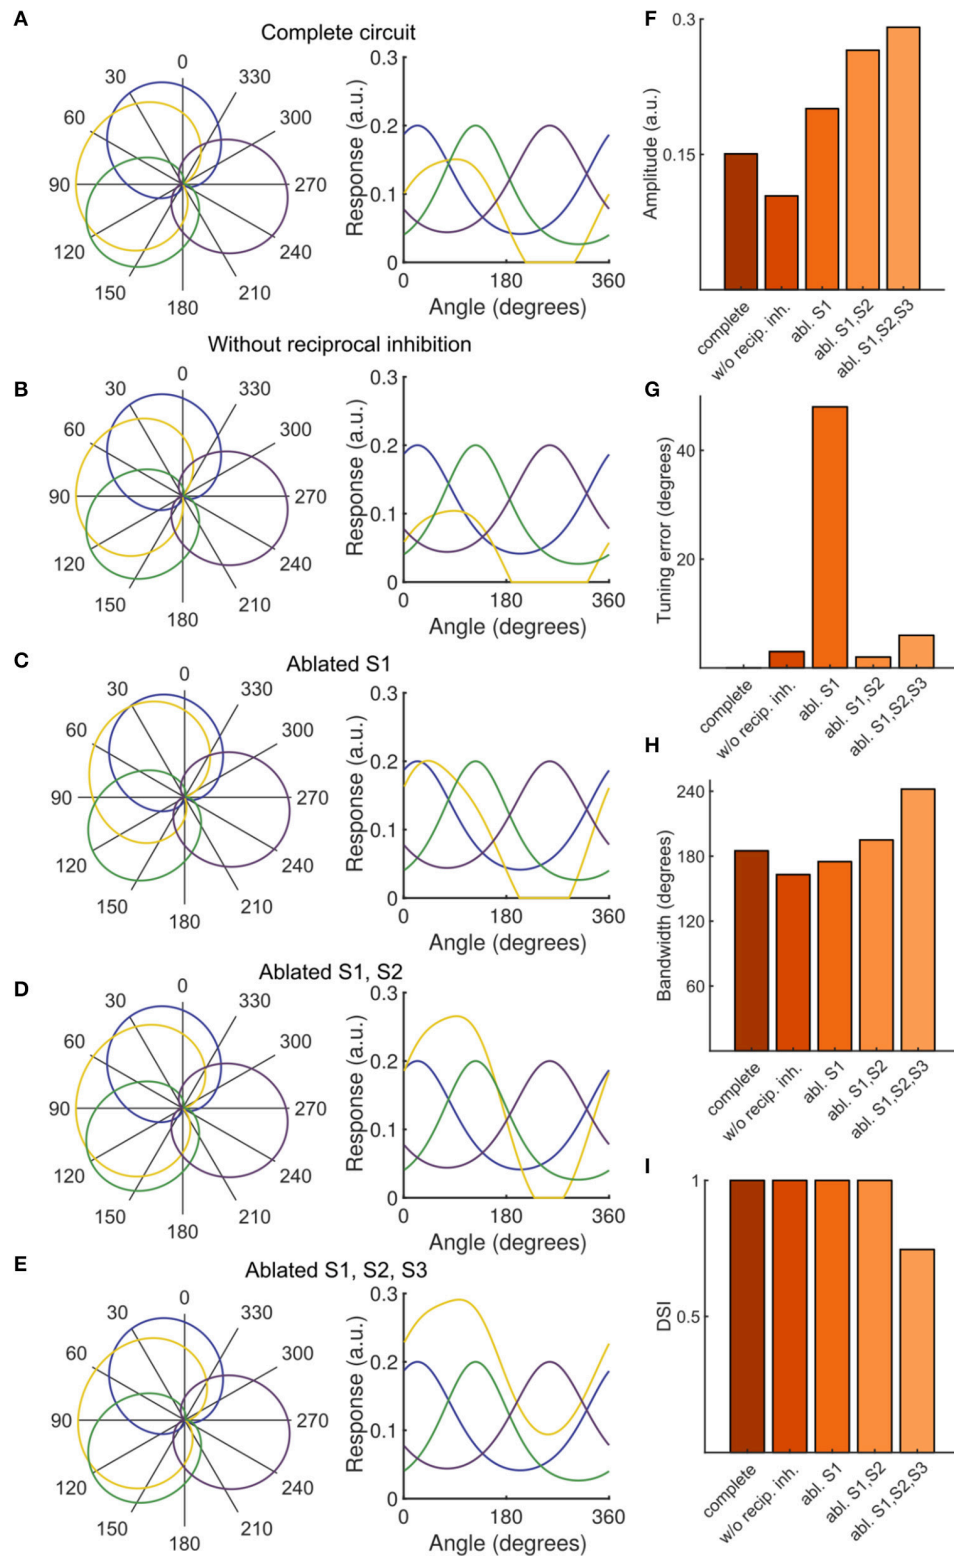 A
Complete circuit
0
30
330
60
300
90
270
120
240
150
210
180
Response (a.u.)
0.3
0.2
0.1
0
0
180
360
Angle (degrees)
Without reciprocal inhibition
B
0
30
330
60
300
90
270
120
240
150
210
180
Response (a.u.)
0.3
0.2
0.1
0
0
180
360
Angle (degrees)
C
Ablated S1
0
30
330
60
300
90
270
120
240
150
210
180
Response (a.u.)
0.3
0.2
0.1
0
0
180
360
Angle (degrees)
Ablated S1, S2
D
0
30
330
60
300
90
270
120
240
150
210
180
Response (a.u.)
0.3
0.2
0.1
0
0
180
360
Angle (degrees)
E
Ablated S1, S2, S3
0
30
330
60
300
90
270
120
240
150
210
180
Response (a.u.)
0.3
0.2
0.1
0
0
180
360
Angle (degrees)
F
Amplitude (a.u.)
0.3
0.15
complete
w/o recip. inh.
abl. S1
abl. S1,S2
abl. S1,S2,S3
G
Tuning error (degrees)
40
20
complete
w/o recip. inh.
abl. S1
abl. S1,S2
abl. S1,S2,S3
H
Bandwidth (degrees)
240
180
120
60
complete
w/o recip. inh.
abl. S1
abl. S1,S2
abl. S1,S2,S3
I
DSI
1
0.5
complete
w/o recip. inh.
abl. S1
abl. S1,S2
abl. S1,S2,S3